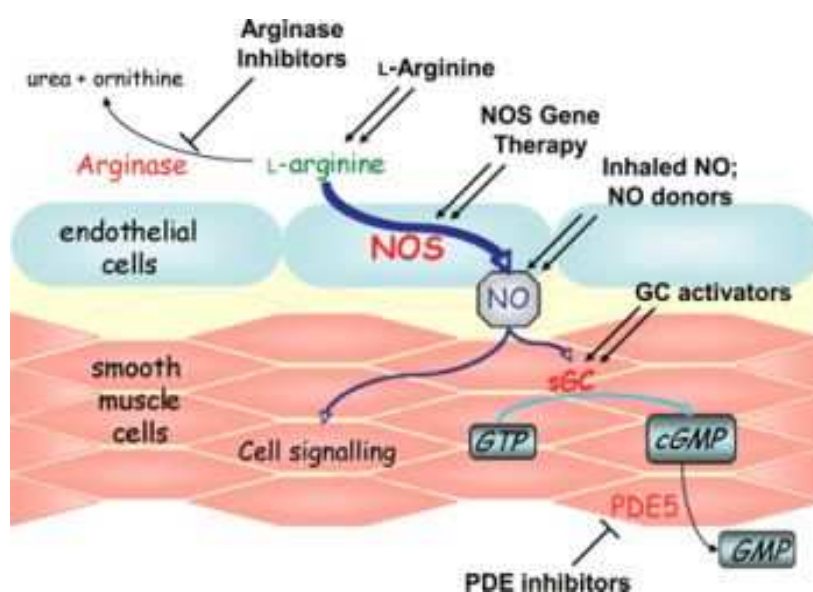 Arginase
Inhibitors
urea + ornithine
L-Arginine
NOS Gene
Therapy
Arginase
L-arginine
Inhaled NO;
NO donors
endothelial
cells
NOS
NO
GC activators
smooth
muscle
cells
sGC
Cell signalling
GTP
cGMP
PDE5
GMP
PDE inhibitors